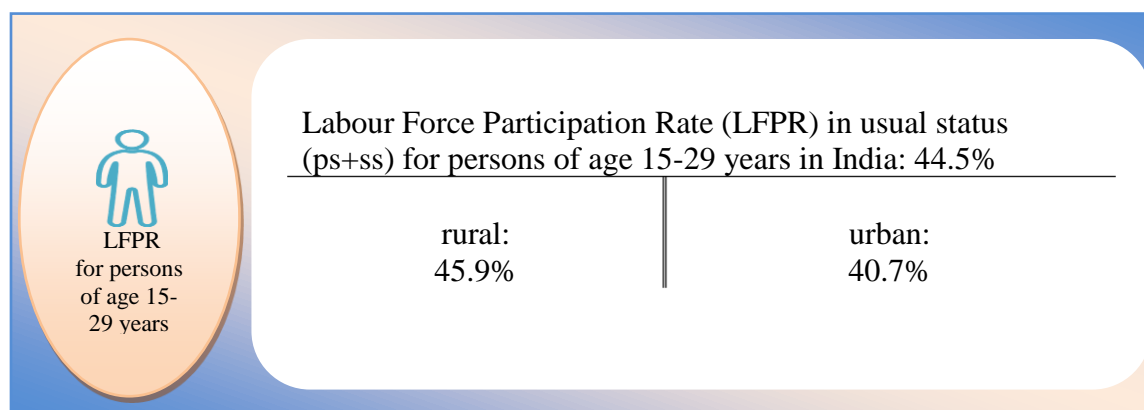 LFPR
for persons
of age 15-
29 years
Labour Force Participation Rate (LFPR) in usual status
(ps+ss) for persons of age 15-29 years in India: 44.5%
rural:
45.9%
urban:
40.7%